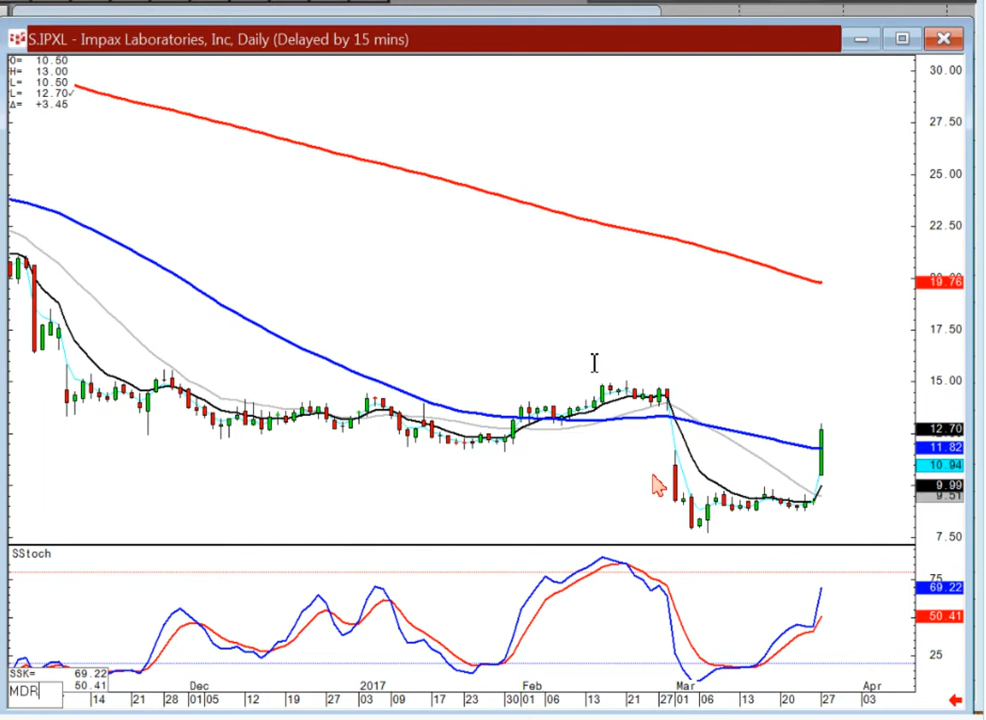 S.IPXL - Impax Laboratories, Inc, Daily (Delayed by 15 mins)
O= 10.50
H= 13.00
L= 10.50
L= 12.70✓
Δ= +3.45
30.00
27.50
25.00
22.50
19.76
17.50
15.00
12.70
11.82
10.94
9.99
9.51
7.50
SStoch
75
69.22
50.41
25
SSK= 69.22
50.41
MDR
Dec 2017 Feb Mar Apr
14 21 28 01 05 12 19 27 03 09 17 23 30 01 06 13 21 27 01 06 13 20 27 03